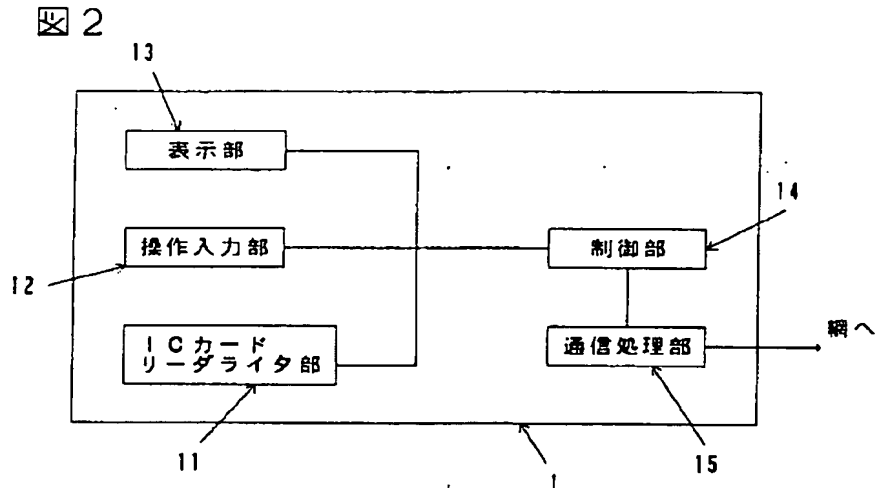 図2
13
表示部
14
操作入力部
制御部
12
ICカード
リーダライタ部
通信処理部
網へ
11
15
1